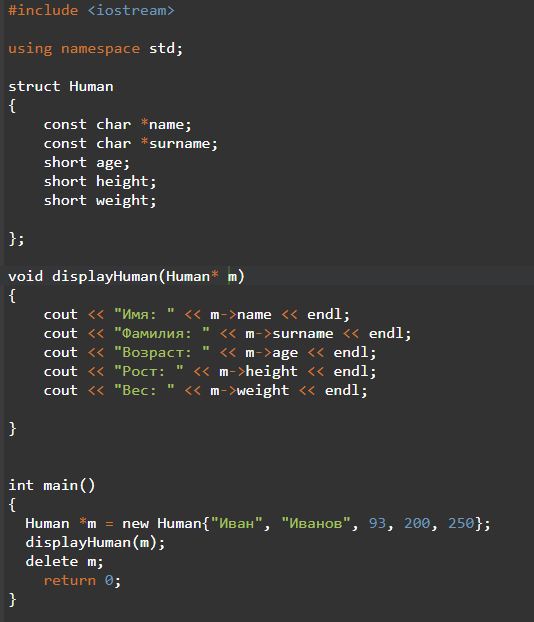 #include <iostream>
using namespace std;
struct Human
{
    const char *name;
    const char *surname;
    short age;
    short height;
    short weight;
};
void displayHuman(Human* m)
{
    cout << "Имя: " << m->name << endl;
    cout << "Фамилия: " << m->surname << endl;
    cout << "Возраст: " << m->age << endl;
    cout << "Рост: " << m->height << endl;
    cout << "Вес: " << m->weight << endl;
}
int main()
{
  Human *m = new Human{"Иван", "Иванов", 93, 200, 250};
  displayHuman(m);
  delete m;
    return 0;
}